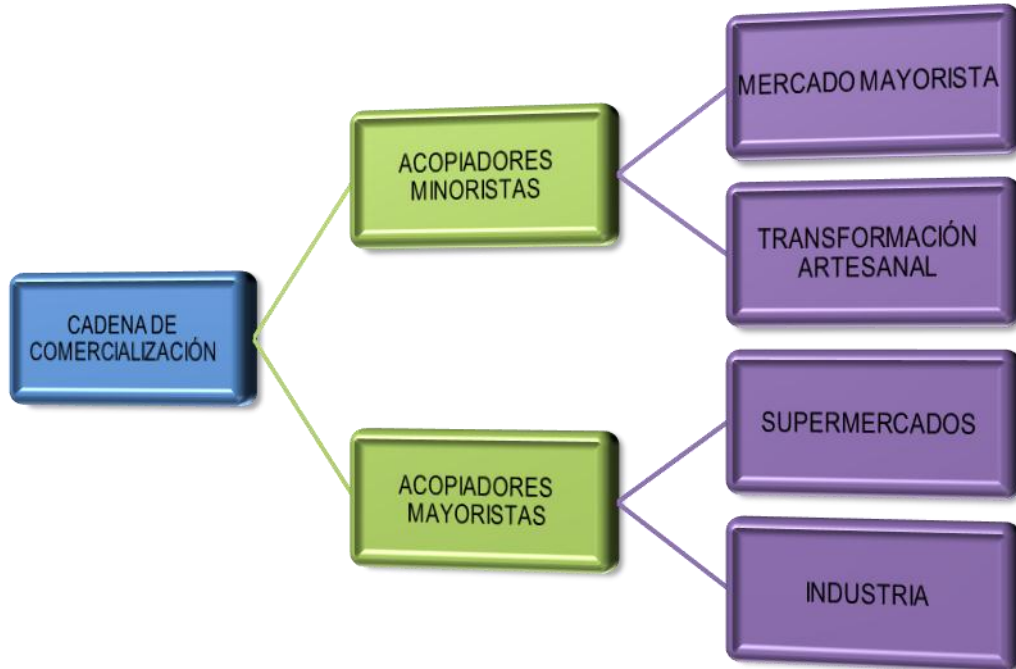 CADENA DE
COMERCIALIZACIÓN
ACOPIADORES
MINORISTAS
MERCADO MAYORISTA
TRANSFORMACIÓN
ARTESANAL
ACOPIADORES
MAYORISTAS
SUPERMERCADOS
INDUSTRIA